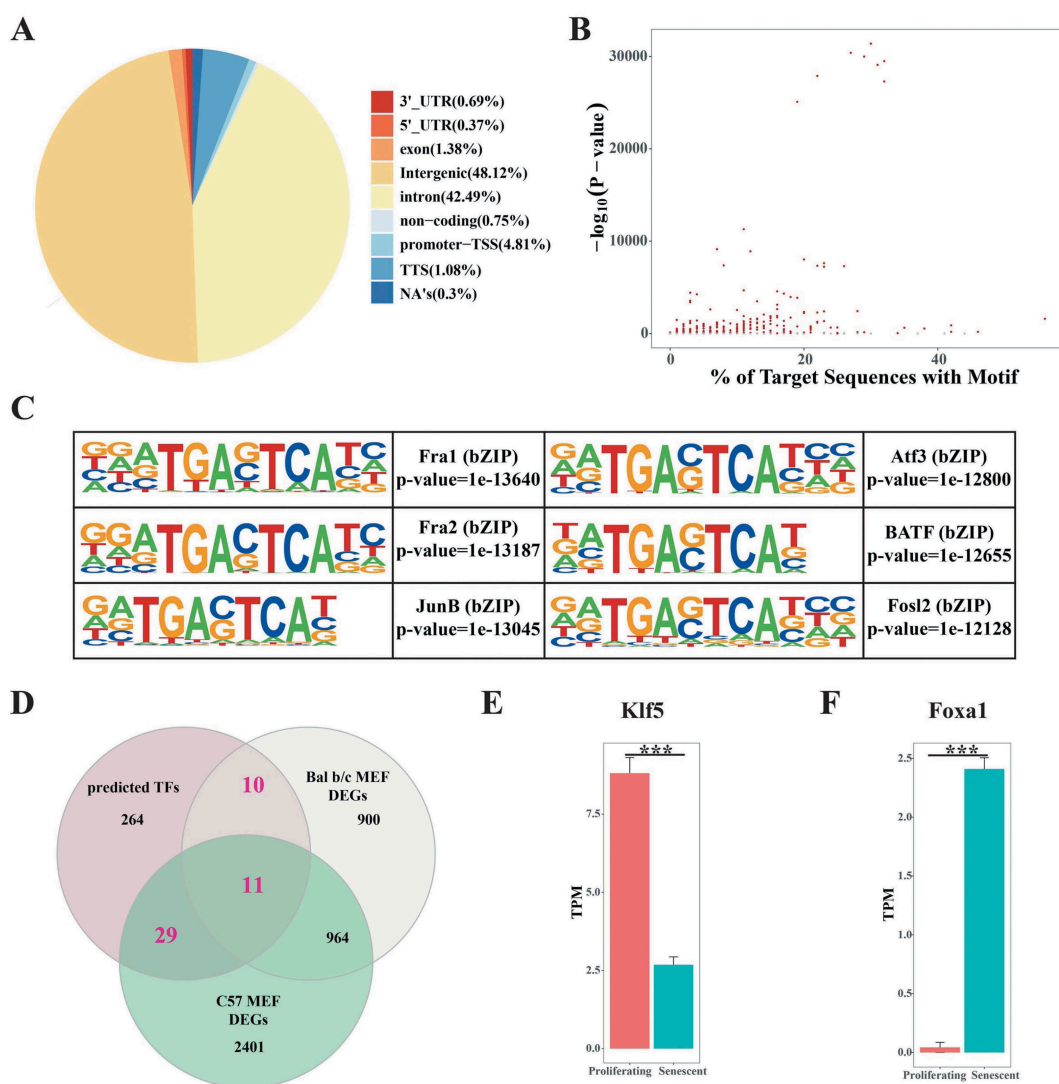 A
3'_UTR(0.69%)
5'_UTR(0.37%)
exon(1.38%)
Intergenic(48.12%)
intron(42.49%)
non-coding(0.75%)
promoter-TSS(4.81%)
TTS(1.08%)
NA's(0.3%)
B
30000
20000
10000
0
-log10(P-value)
0
20
40
% of Target Sequences with Motif
C
Fra1 (bZIP)
p-value=1e-13640
Atf3 (bZIP)
p-value=1e-12800
Fra2 (bZIP)
p-value=1e-13187
BATF (bZIP)
p-value=1e-12655
JunB (bZIP)
p-value=1e-13045
Fosl2 (bZIP)
p-value=1e-12128
D
predicted TFs
264
10
Bal b/c MEF
DEGs
900
11
29
964
C57 MEF
DEGs
2401
E
Klf5
***
7.5
5.0
2.5
0.0
TPM
Proliferating
Senescent
F
Foxa1
***
2.5
2.0
1.5
1.0
0.5
0.0
TPM
Proliferating
Senescent